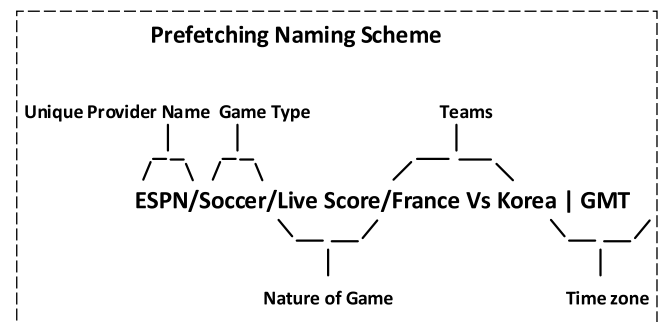 Prefetching Naming Scheme
Unique Provider Name Game Type Teams
ESPN/Soccer/Live Score/France Vs Korea | GMT
Nature of Game Time zone